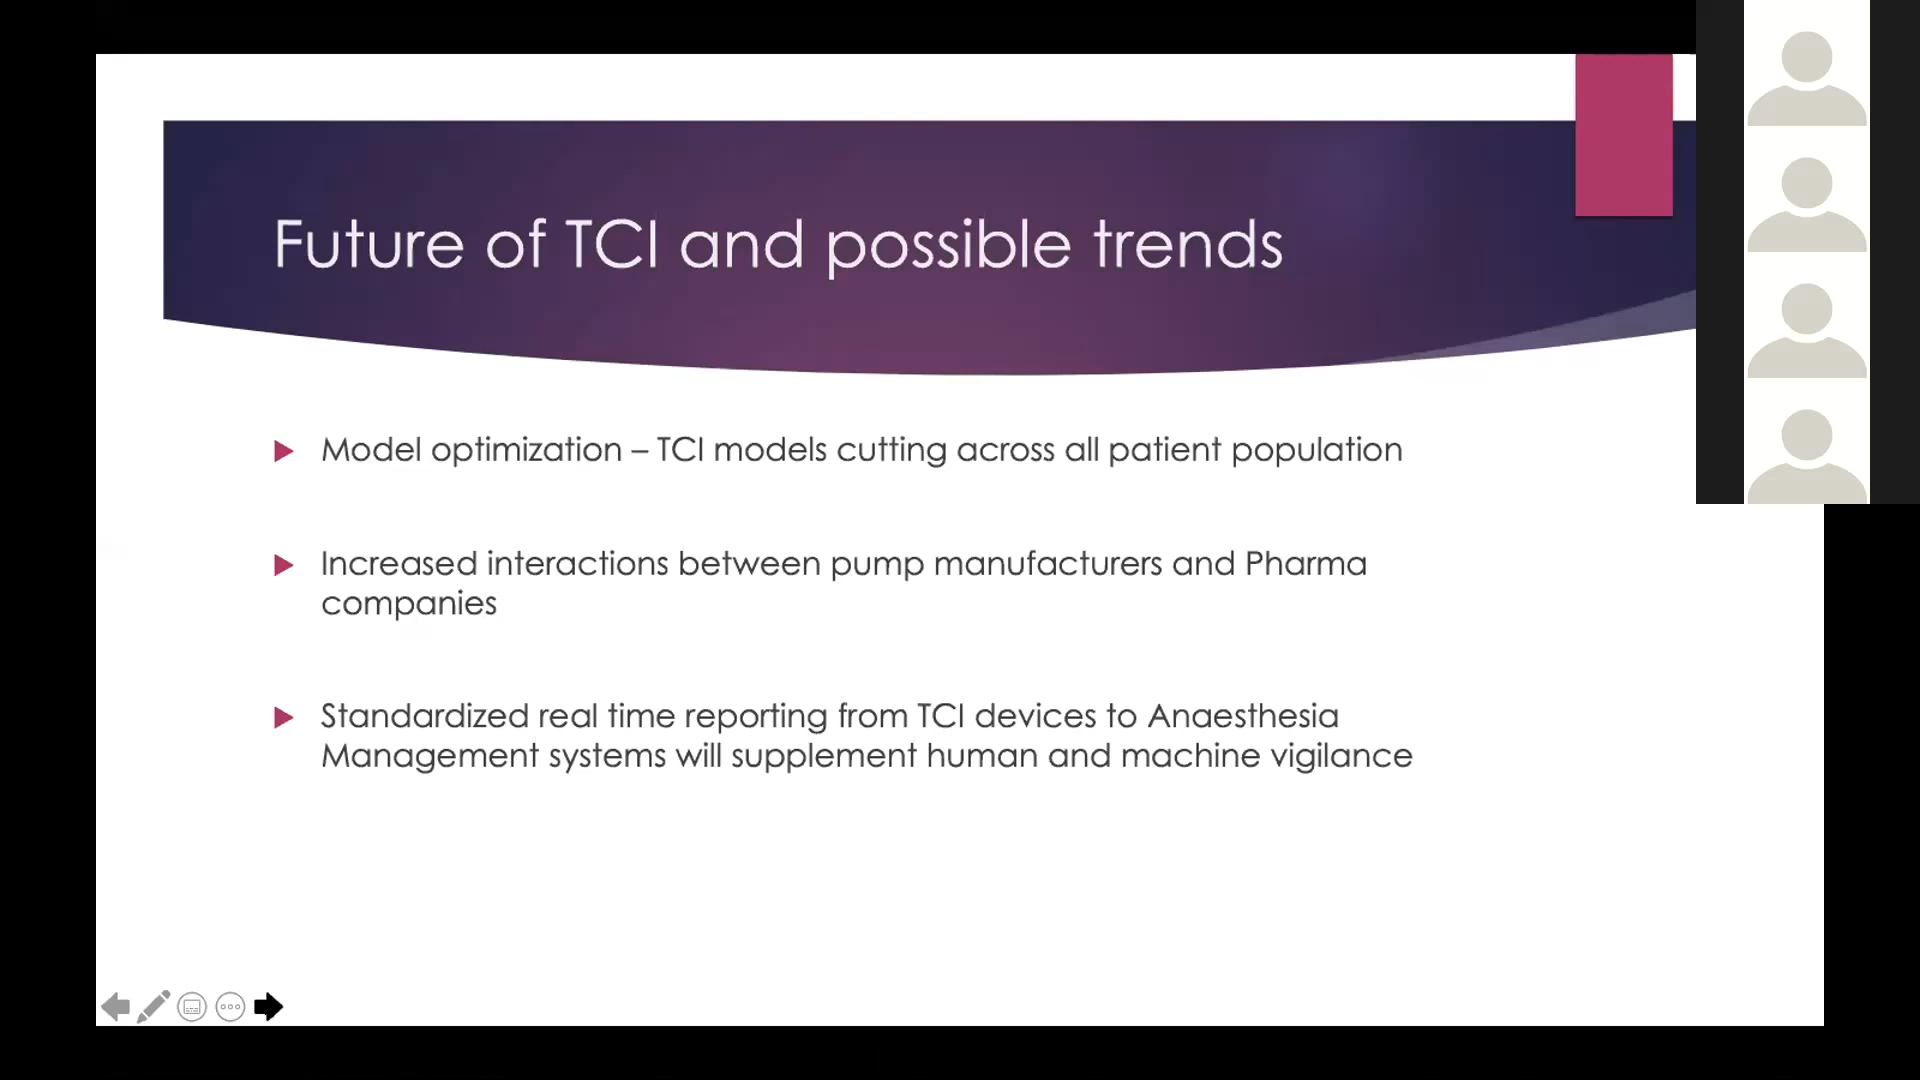 Future of TCI and possible trends
Model optimization – TCI models cutting across all patient population
Increased interactions between pump manufacturers and Pharma
companies
Standardized real time reporting from TCI devices to Anaesthesia
Management systems will supplement human and machine vigilance